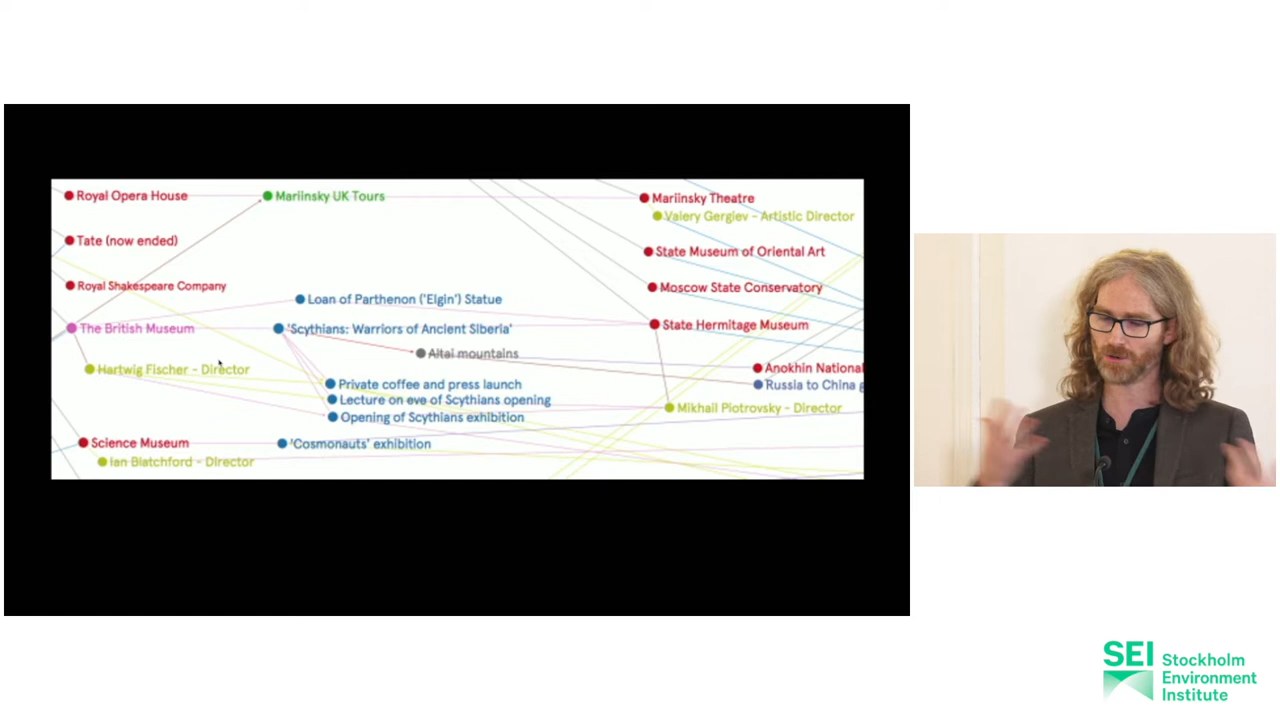 Royal Opera House
Mariinsky UK Tours
Mariinsky Theatre
Valery Gergiev - Artistic Director
Tate (now ended)
State Museum of Oriental Art
Royal Shakespeare Company
Moscow State Conservatory
Loan of Parthenon ('Elgin') Statue
The British Museum
'Scythians: Warriors of Ancient Siberia'
State Hermitage Museum
Altai mountains
Hartwig Fischer - Director
Anokhin National
Private coffee and press launch
Russia to China g
Lecture on eve of Scythians opening
Mikhail Piotrovsky - Director
Opening of Scythians exhibition
Science Museum
'Cosmonauts' exhibition
Ian Blatchford - Director
SEI Stockholm
Environment
Institute